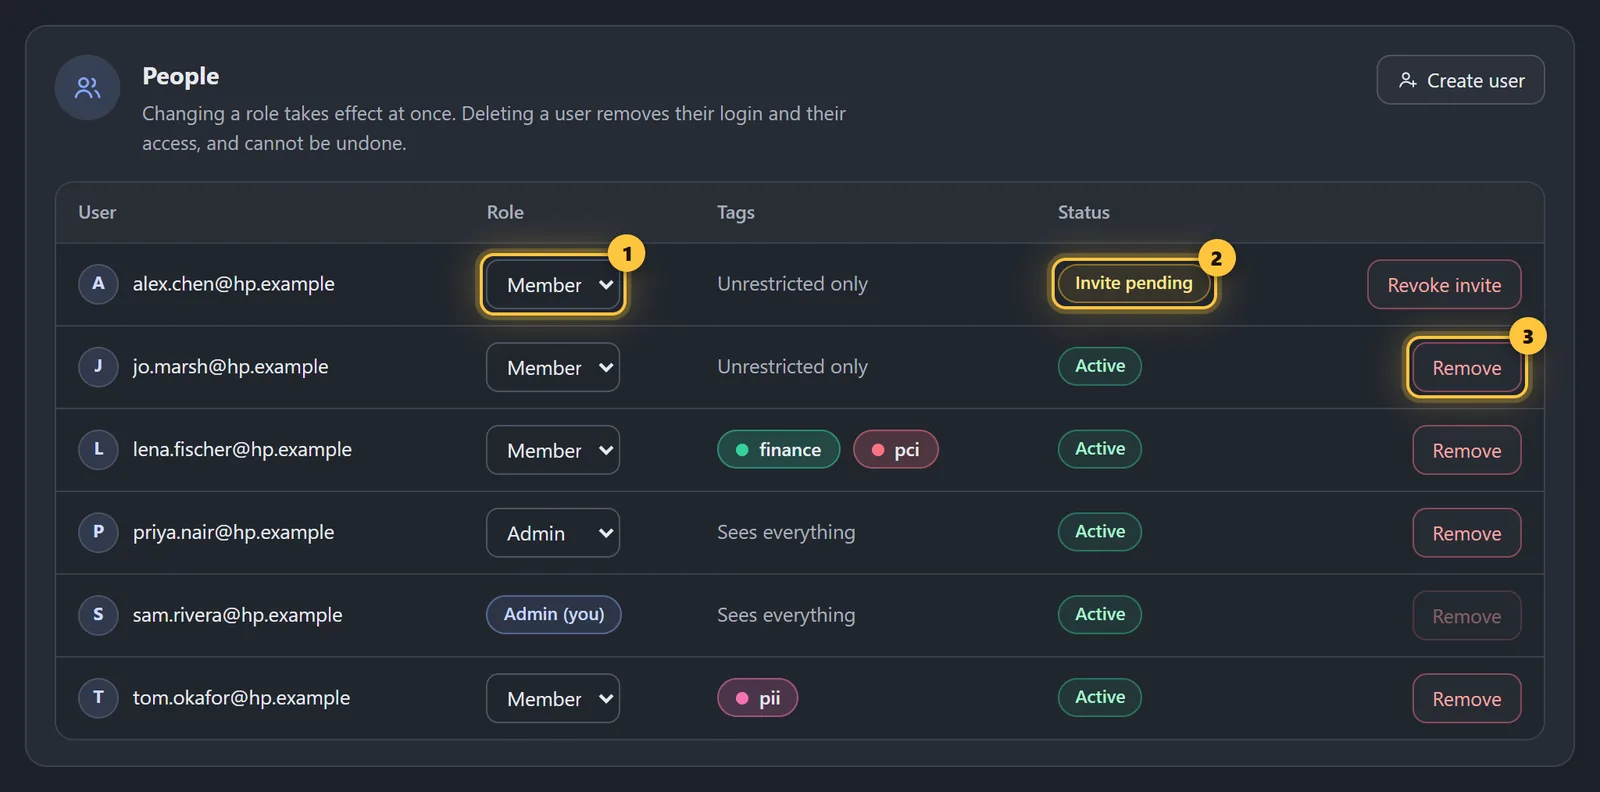 People
Create user
Changing a role takes effect at once. Deleting a user removes their login and their
access, and cannot be undone.
User Role Tags Status
A alex.chen@hp.example Member 1 Unrestricted only Invite pending 2 Revoke invite
J jo.marsh@hp.example Member Unrestricted only Active Remove 3
L lena.fischer@hp.example Member finance pci Active Remove
P priya.nair@hp.example Admin Sees everything Active Remove
S sam.rivera@hp.example Admin (you) Sees everything Active Remove
T tom.okafor@hp.example Member pii Active Remove